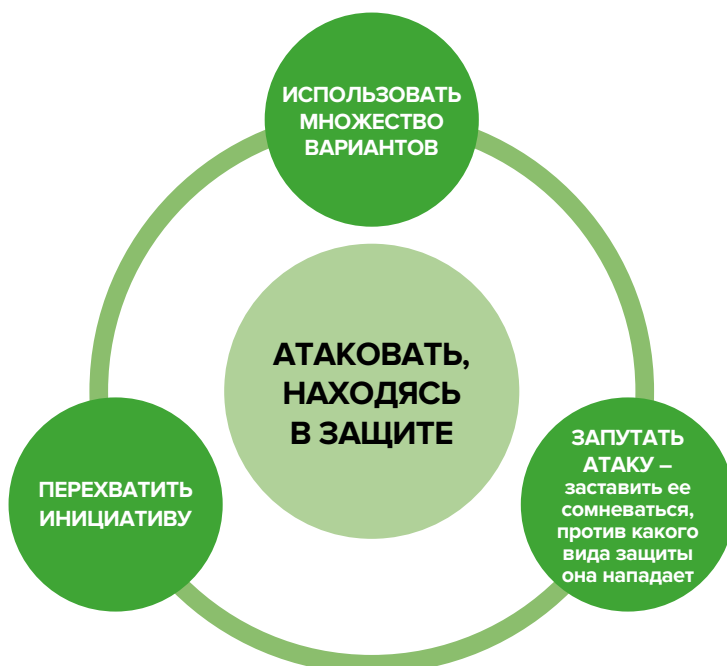 ИСПОЛЬЗОВАТЬ
МНОЖЕСТВО
ВАРИАНТОВ
АТАКОВАТЬ,
НАХОДЯСЬ
В ЗАЩИТЕ
ПЕРЕХВАТИТЬ
ИНИЦИАТИВУ
ЗАПУТАТЬ
АТАКУ –
заставить ее
сомневаться,
против какого
вида защиты
она нападает